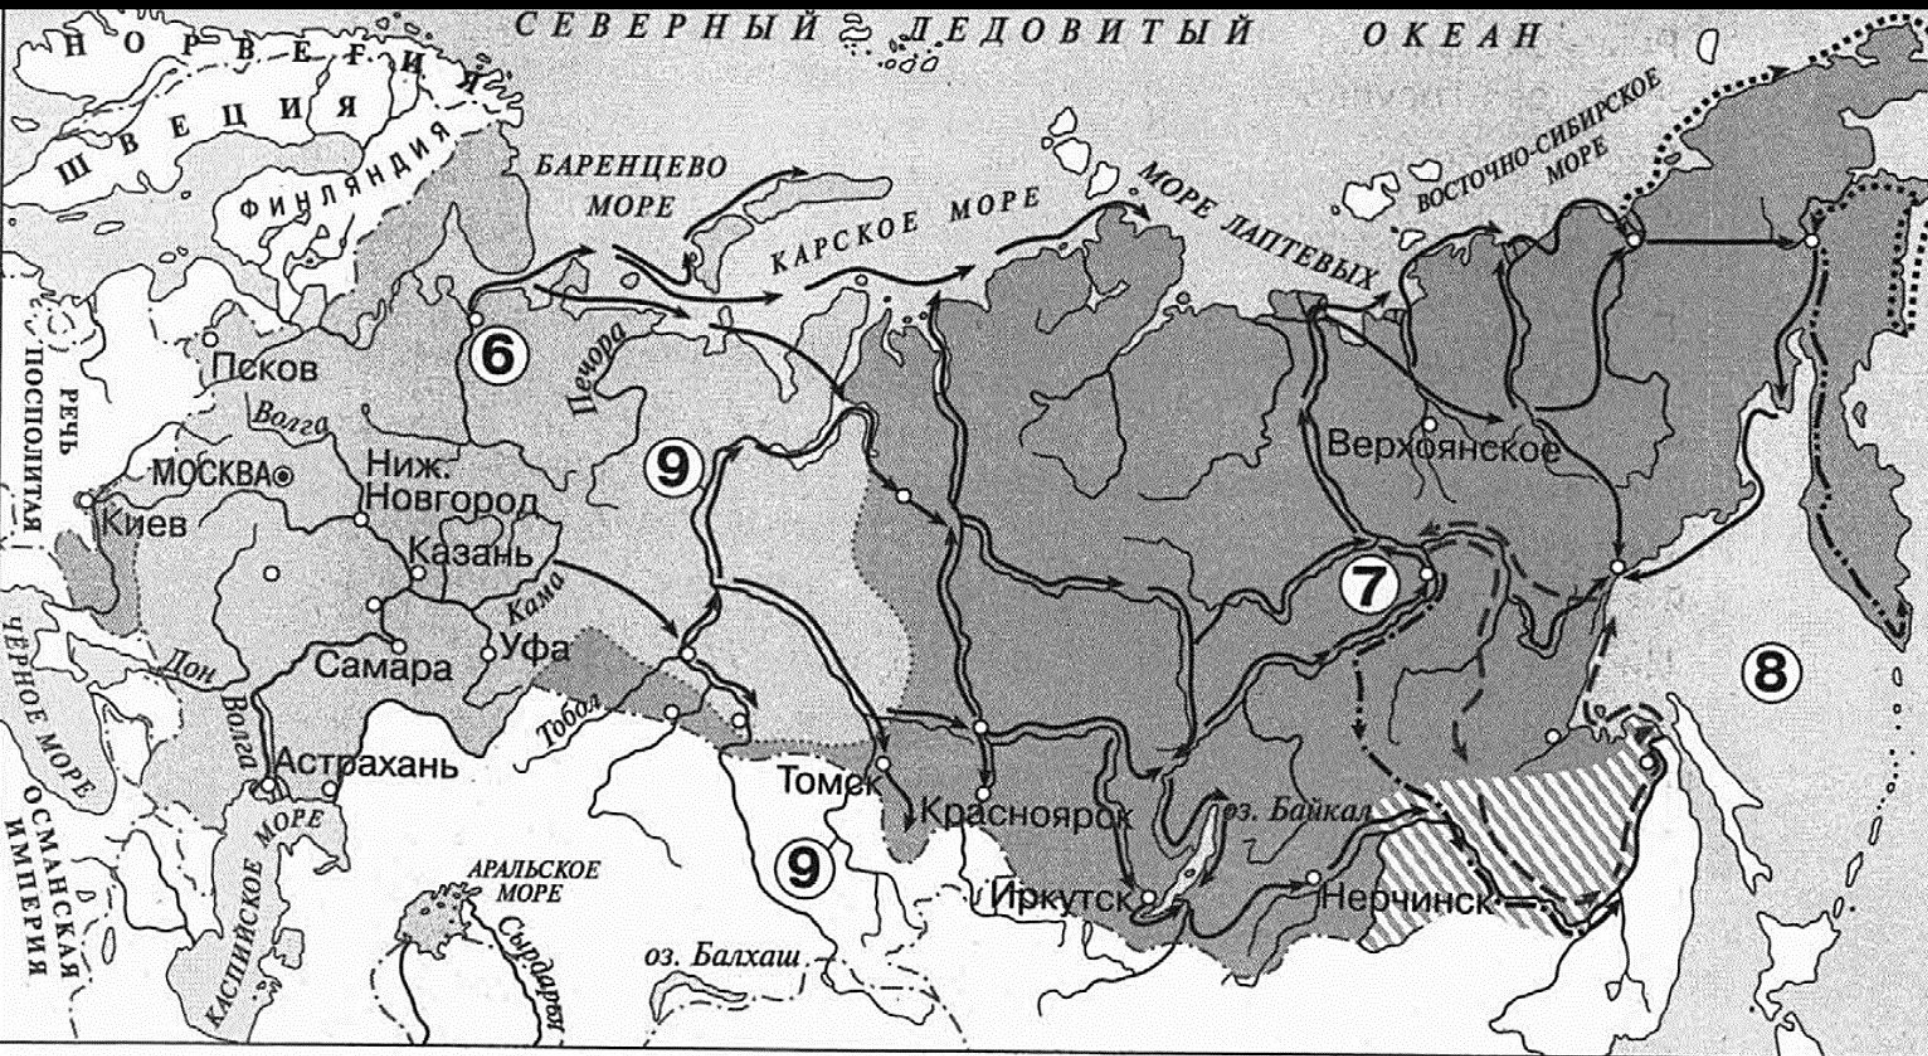 СЕВЕРНЫЙ ЛЕДОВИТЫЙ ОКЕАН
НОРВЕГИЯ
ШВЕЦИЯ
ФИНЛЯНДИЯ
БАРЕНЦЕВО
МОРЕ
КАРСКОЕ МОРЕ
МОРЕ ЛАПТЕВЫХ
ВОСТОЧНО-СИБИРСКОЕ
МОРЕ
6
Псков
Печора
РЕЧЬ
ПОСПОЛИТАЯ
Волга
МОСКВА
Ниж.
Новгород
9
Верхоянское
Киев
Казань
Кама
7
Уфа
Самара
Дон
Волга
Тобол
8
ЧЁРНОЕ МОРЕ
Астрахань
Томск
Красноярск
оз. Байкал
ОСМАНСКАЯ
ИМПЕРИЯ
КАСПИЙСКОЕ МОРЕ
АРАЛЬСКОЕ
МОРЕ
9
Иркутск
Нерчинск
Сырдарья
оз. Балхаш